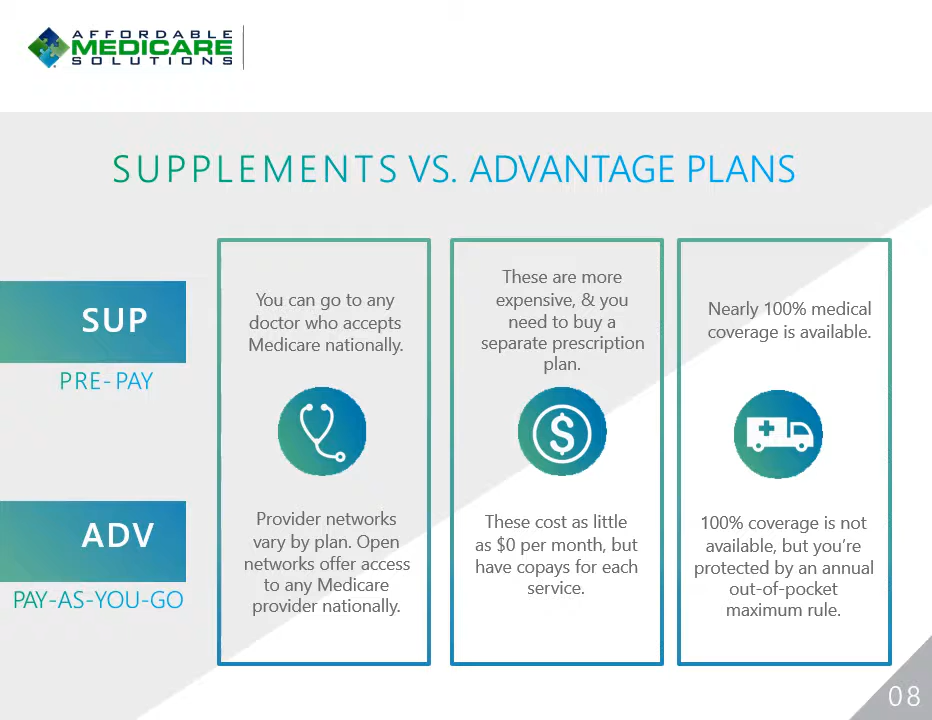 AFFORDABLE
MEDICARE
SOLUTIONS
SUPPLEMENTS VS. ADVANTAGE PLANS
SUP
PRE-PAY
You can go to any
doctor who accepts
Medicare nationally.
These are more
expensive, & you
need to buy a
separate prescription
plan.
Nearly 100% medical
coverage is available.
ADV
PAY-AS-YOU-GO
Provider networks
vary by plan. Open
networks offer access
to any Medicare
provider nationally.
These cost as little
as $0 per month, but
have copays for each
service.
100% coverage is not
available, but you’re
protected by an annual
out-of-pocket
maximum rule.
08